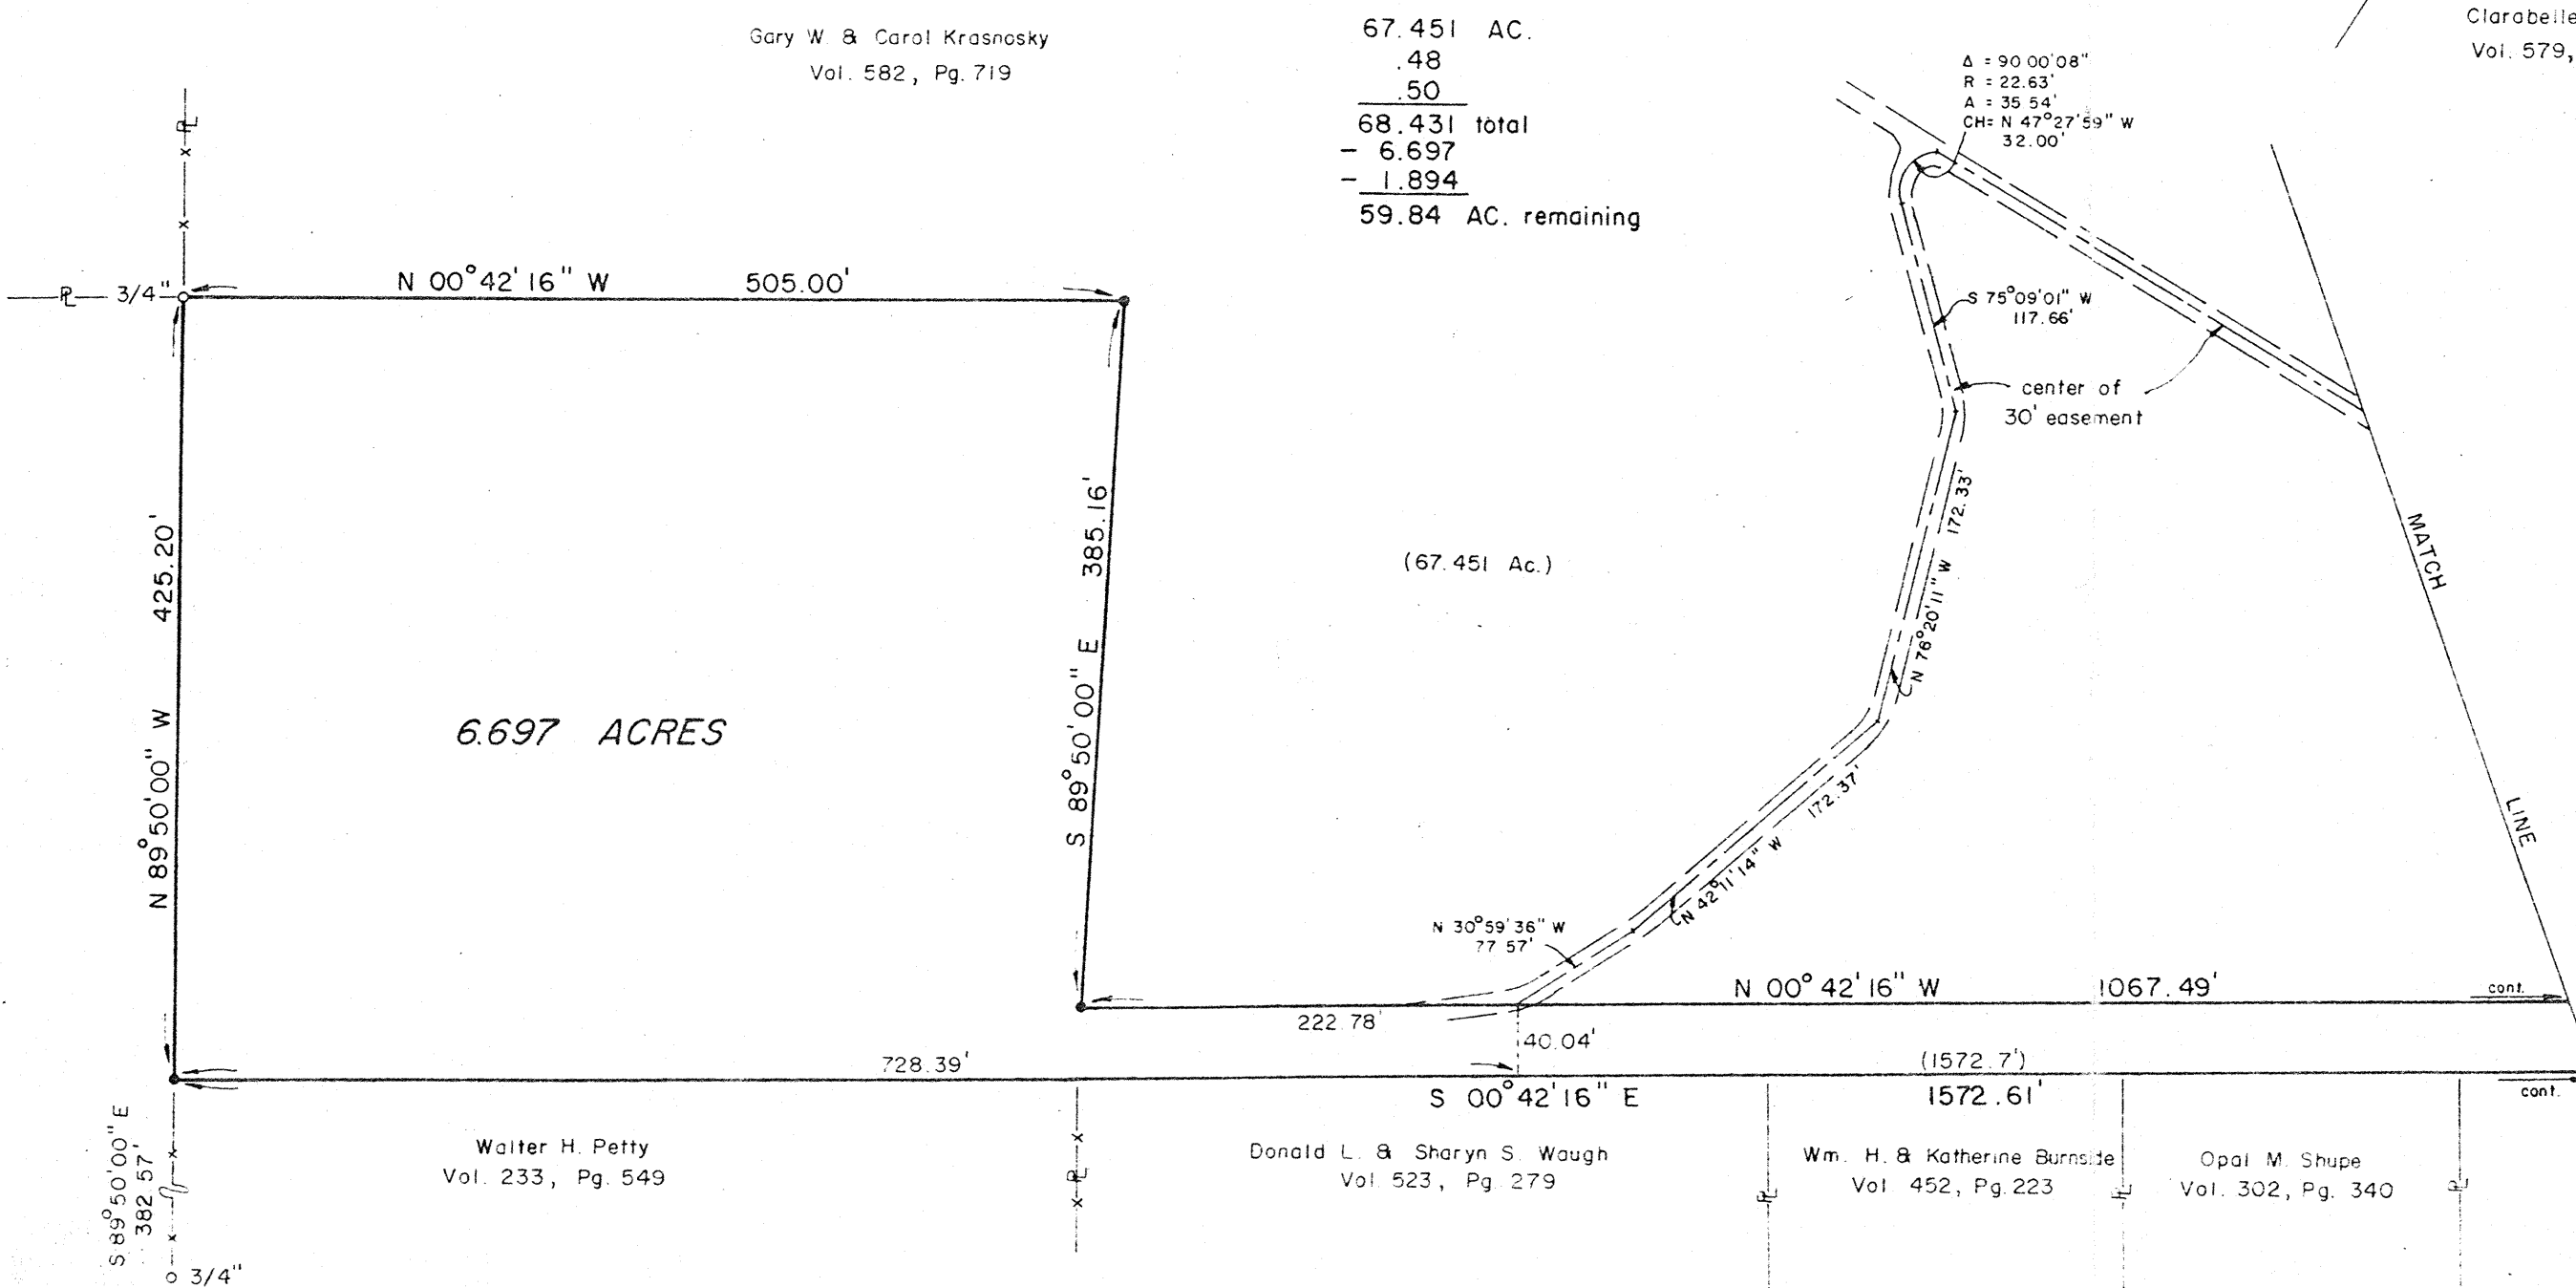 Gary W. & Carol Krasnosky
Vol. 582, Pg. 719
67.451 AC.
.48
.50
68.431 total
- 6.697
- 1.894
59.84 AC. remaining
Clarabelle
Vol. 579,
Δ = 90 00'08"
R = 22.63'
A = 35 54'
CH= N 47°27'59" W
32.00'
PL
PL 3/4"
N 00°42'16" W 505.00'
S 75°09'01" W
117.66'
center of
30' easement
N 89°50'00" W 425.20'
S 89°50'00" E 385.16'
6.697 ACRES
(67.451 Ac.)
N 76°20'11" W 172.33'
MATCH LINE
N 42°11'14" W 172.37'
N 30°59'36" W
77 57'
N 00°42'16" W 1067.49'
cont.
222.78'
40.04'
728.39'
(1572.7')
S 00°42'16" E 1572.61'
cont.
S 89°50'00" E
382 57'
3/4"
Walter H. Petty
Vol. 233, Pg. 549
PL
Donald L. & Sharyn S. Waugh
Vol 523, Pg. 279
PL
Wm. H. & Katherine Burnside
Vol 452, Pg. 223
PL
Opal M. Shupe
Vol. 302, Pg. 340
PL